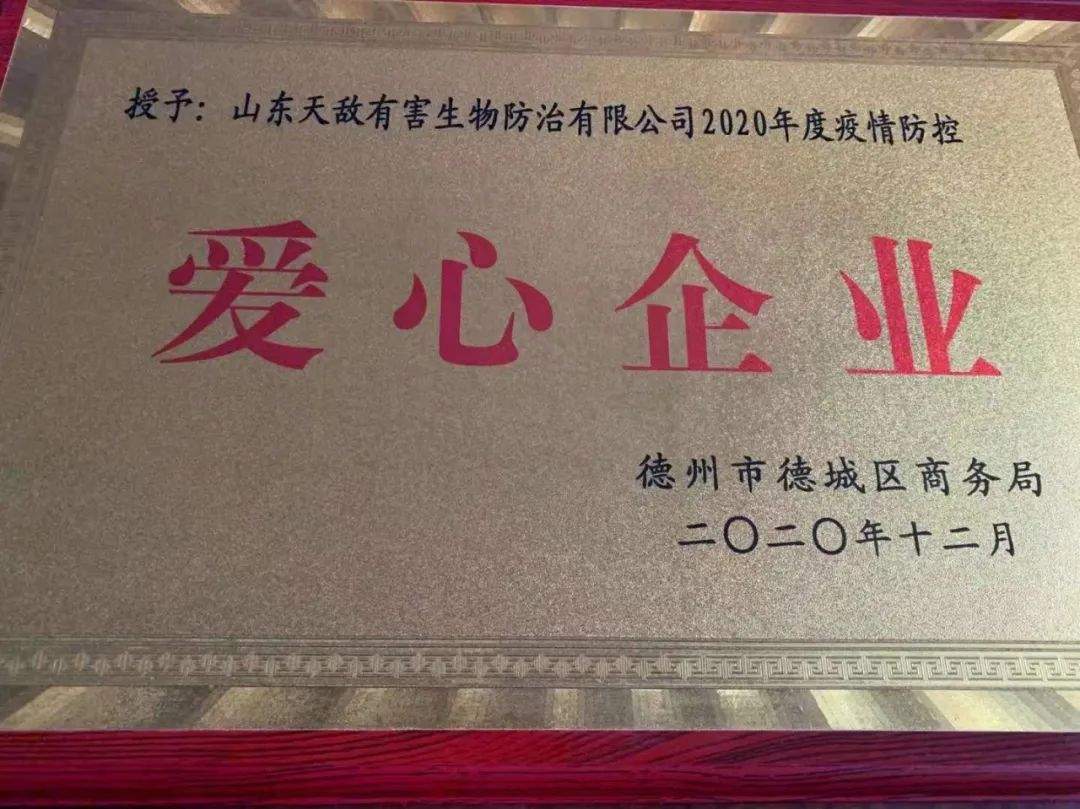 授予：山东天敌有害生物防治有限公司2020年度疫情防控
爱心企业
德州市德城区商务局
二〇二〇年十二月